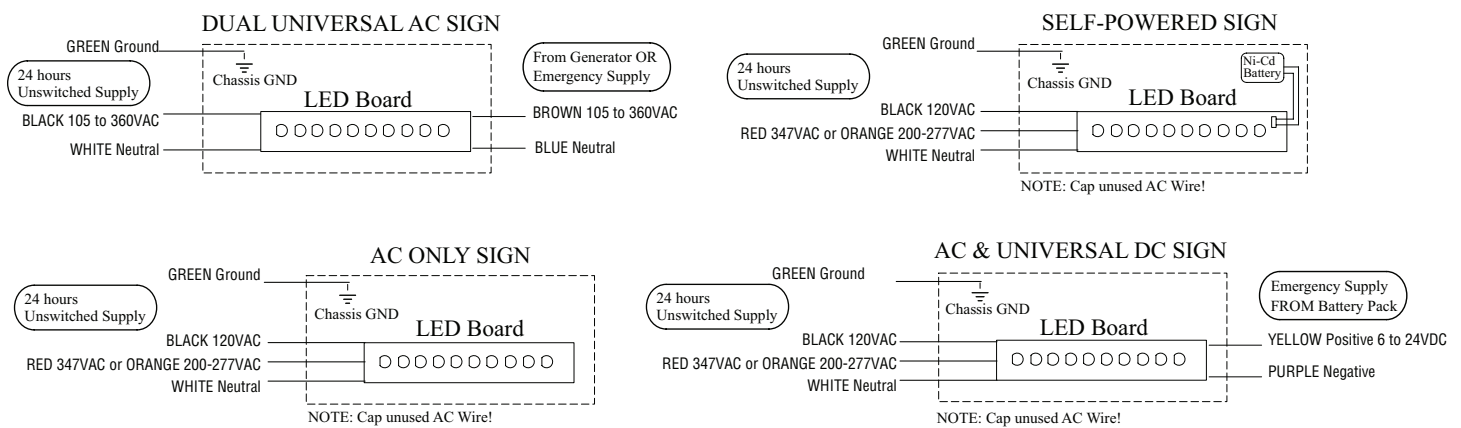 DUAL UNIVERSAL AC SIGN
GREEN Ground
24 hours
Unswitched Supply
Chassis GND
From Generator OR
Emergency Supply
LED Board
BLACK 105 to 360VAC
BROWN 105 to 360VAC
WHITE Neutral
BLUE Neutral
SELF-POWERED SIGN
GREEN Ground
24 hours
Unswitched Supply
Chassis GND
Ni-Cd
Battery
LED Board
BLACK 120VAC
RED 347VAC or ORANGE 200-277VAC
WHITE Neutral
NOTE: Cap unused AC Wire!
AC ONLY SIGN
GREEN Ground
24 hours
Unswitched Supply
Chassis GND
LED Board
BLACK 120VAC
RED 347VAC or ORANGE 200-277VAC
WHITE Neutral
NOTE: Cap unused AC Wire!
AC & UNIVERSAL DC SIGN
GREEN Ground
24 hours
Unswitched Supply
Chassis GND
Emergency Supply
FROM Battery Pack
LED Board
BLACK 120VAC
YELLOW Positive 6 to 24VDC
RED 347VAC or ORANGE 200-277VAC
PURPLE Negative
WHITE Neutral
NOTE: Cap unused AC Wire!